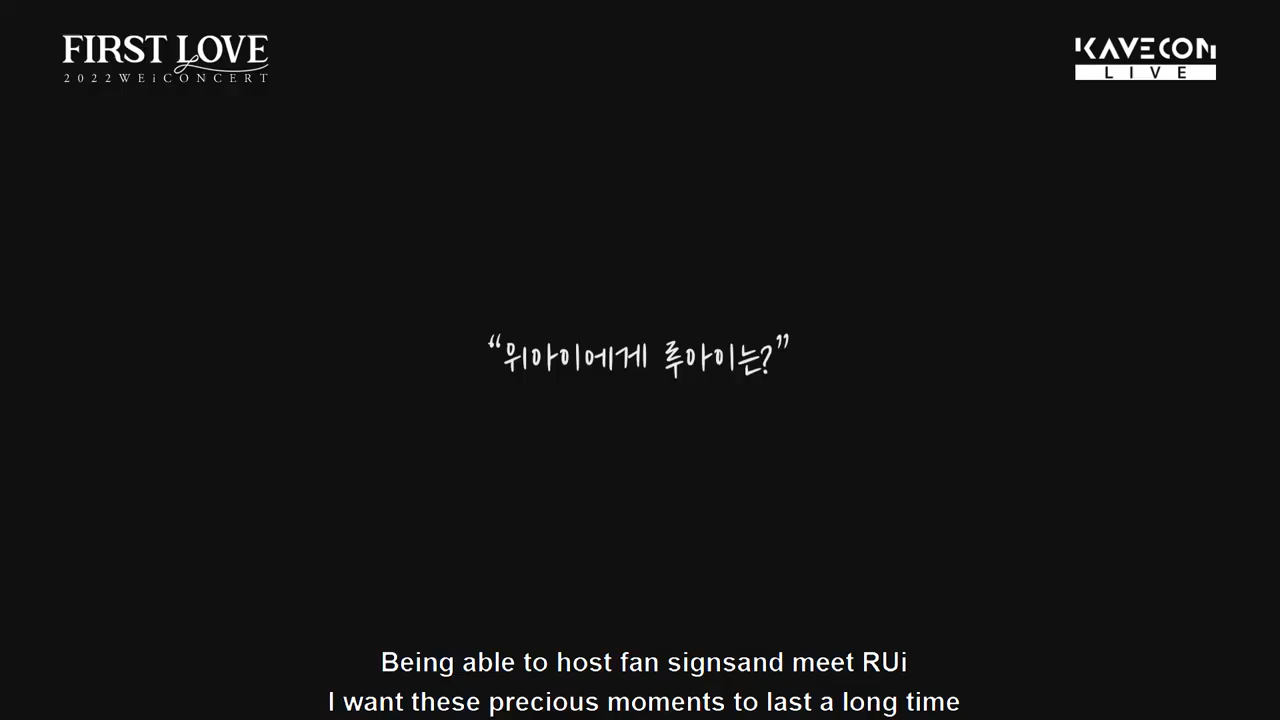 FIRST LOVE
2022 WEi CONCERT
KAVECON
LIVE
“위아이에게 루아이는?”
Being able to host fan signsand meet RUi
I want these precious moments to last a long time